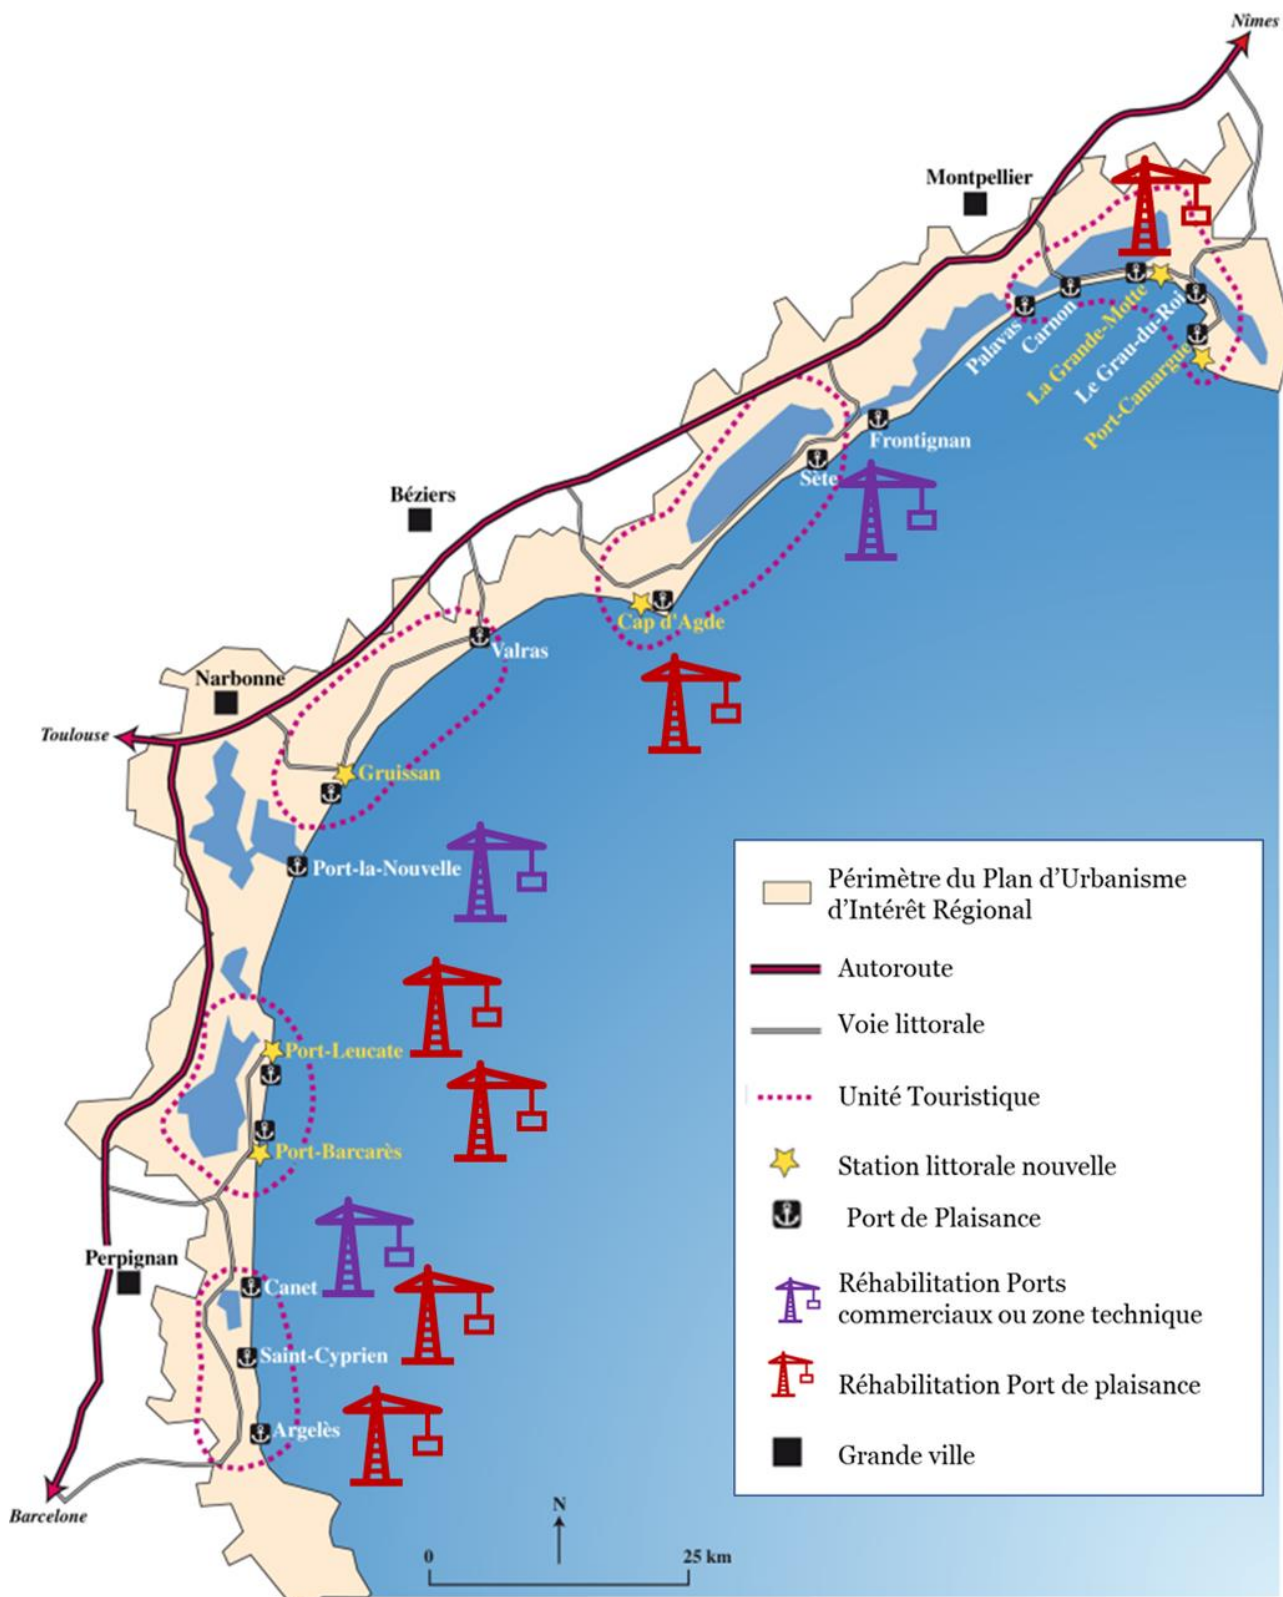 Nîmes
Montpellier
Palavas
Carnon
La Grande-Motte
Le Grau-du-Roi
Port-Camargue
Frontignan
Sète
Béziers
Cap d'Agde
Valras
Narbonne
Toulouse
Gruissan
Port-la-Nouvelle
Port-Leucate
Port-Barcarès
Perpignan
Canet
Saint-Cyprien
Argelès
Barcelone
N
0
25 km
Périmètre du Plan d’Urbanisme
d’Intérêt Régional
Autoroute
Voie littorale
Unité Touristique
Station littorale nouvelle
Port de Plaisance
Réhabilitation Ports
commerciaux ou zone technique
Réhabilitation Port de plaisance
Grande ville